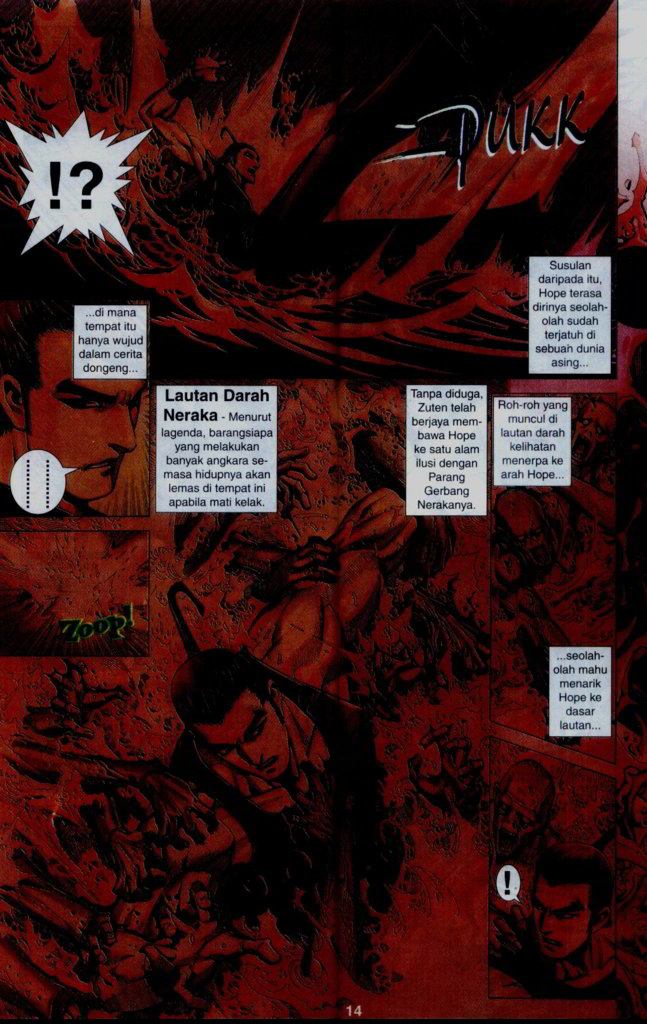 PUKK
!?
Susulan
daripada itu,
Hope terasa
dirinya seolah-
olah sudah
terjatuh di
sebuah dunia
asing...
...di mana
tempat itu
hanya wujud
dalam cerita
dongeng...
Lautan Darah
Neraka - Menurut
lagenda, barangsiapa
yang melakukan
banyak angkara se-
masa hidupnya akan
lemas di tempat ini
apabila mati kelak.
Tanpa diduga,
Zuten telah
berjaya mem-
bawa Hope
ke satu alam
ilusi dengan
Parang
Gerbang
Nerakanya.
Roh-roh yang
muncul di
lautan darah
kelihatan
menerpa ke
arah Hope...
Zoop!
...seolah-
olah mahu
menarik
Hope ke
dasar
lautan...
!
14